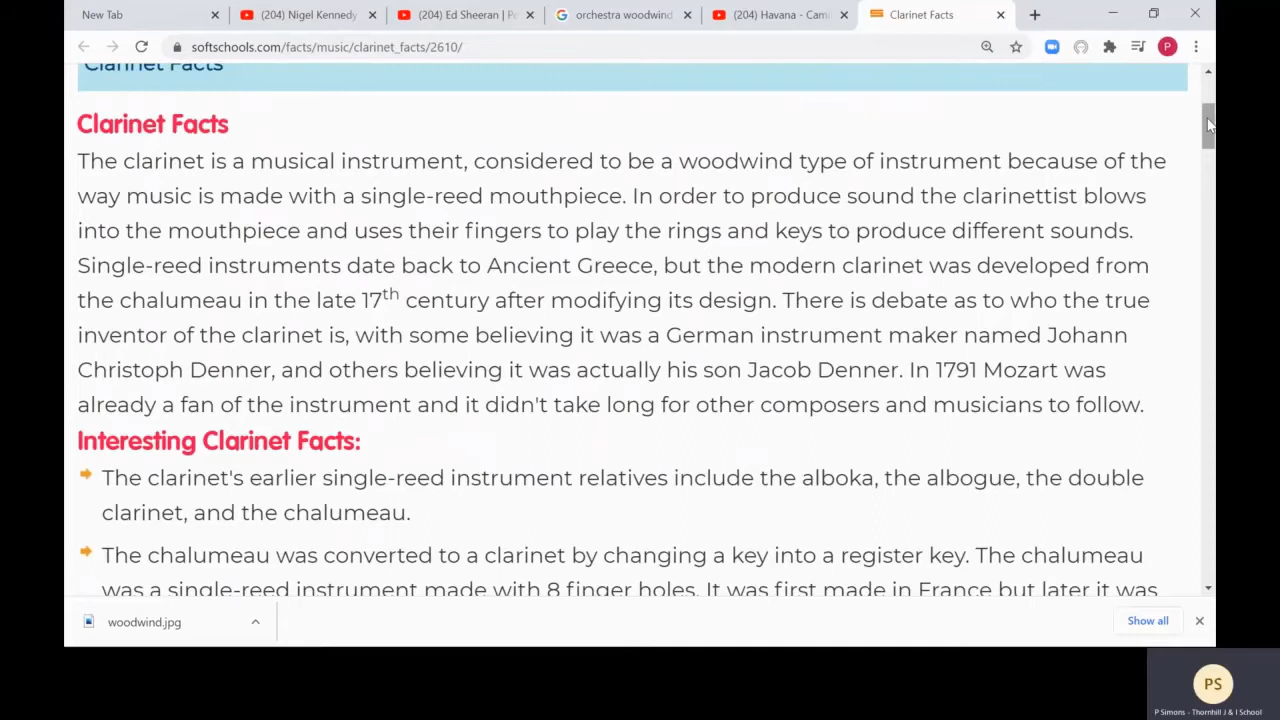 New Tab
(204) Nigel Kennedy
(204) Ed Sheeran | P
orchestra woodwind
(204) Havana - Cami
Clarinet Facts
softschools.com/facts/music/clarinet_facts/2610/
P
Clarinet Facts
Clarinet Facts
The clarinet is a musical instrument, considered to be a woodwind type of instrument because of the
way music is made with a single-reed mouthpiece. In order to produce sound the clarinettist blows
into the mouthpiece and uses their fingers to play the rings and keys to produce different sounds.
Single-reed instruments date back to Ancient Greece, but the modern clarinet was developed from
the chalumeau in the late 17th century after modifying its design. There is debate as to who the true
inventor of the clarinet is, with some believing it was a German instrument maker named Johann
Christoph Denner, and others believing it was actually his son Jacob Denner. In 1791 Mozart was
already a fan of the instrument and it didn't take long for other composers and musicians to follow.
Interesting Clarinet Facts:
The clarinet's earlier single-reed instrument relatives include the alboka, the albogue, the double
clarinet, and the chalumeau.
The chalumeau was converted to a clarinet by changing a key into a register key. The chalumeau
was a single-reed instrument made with 8 finger holes. It was first made in France but later it was
woodwind.jpg
Show all
PS
P Simons - Thornhill J & I School